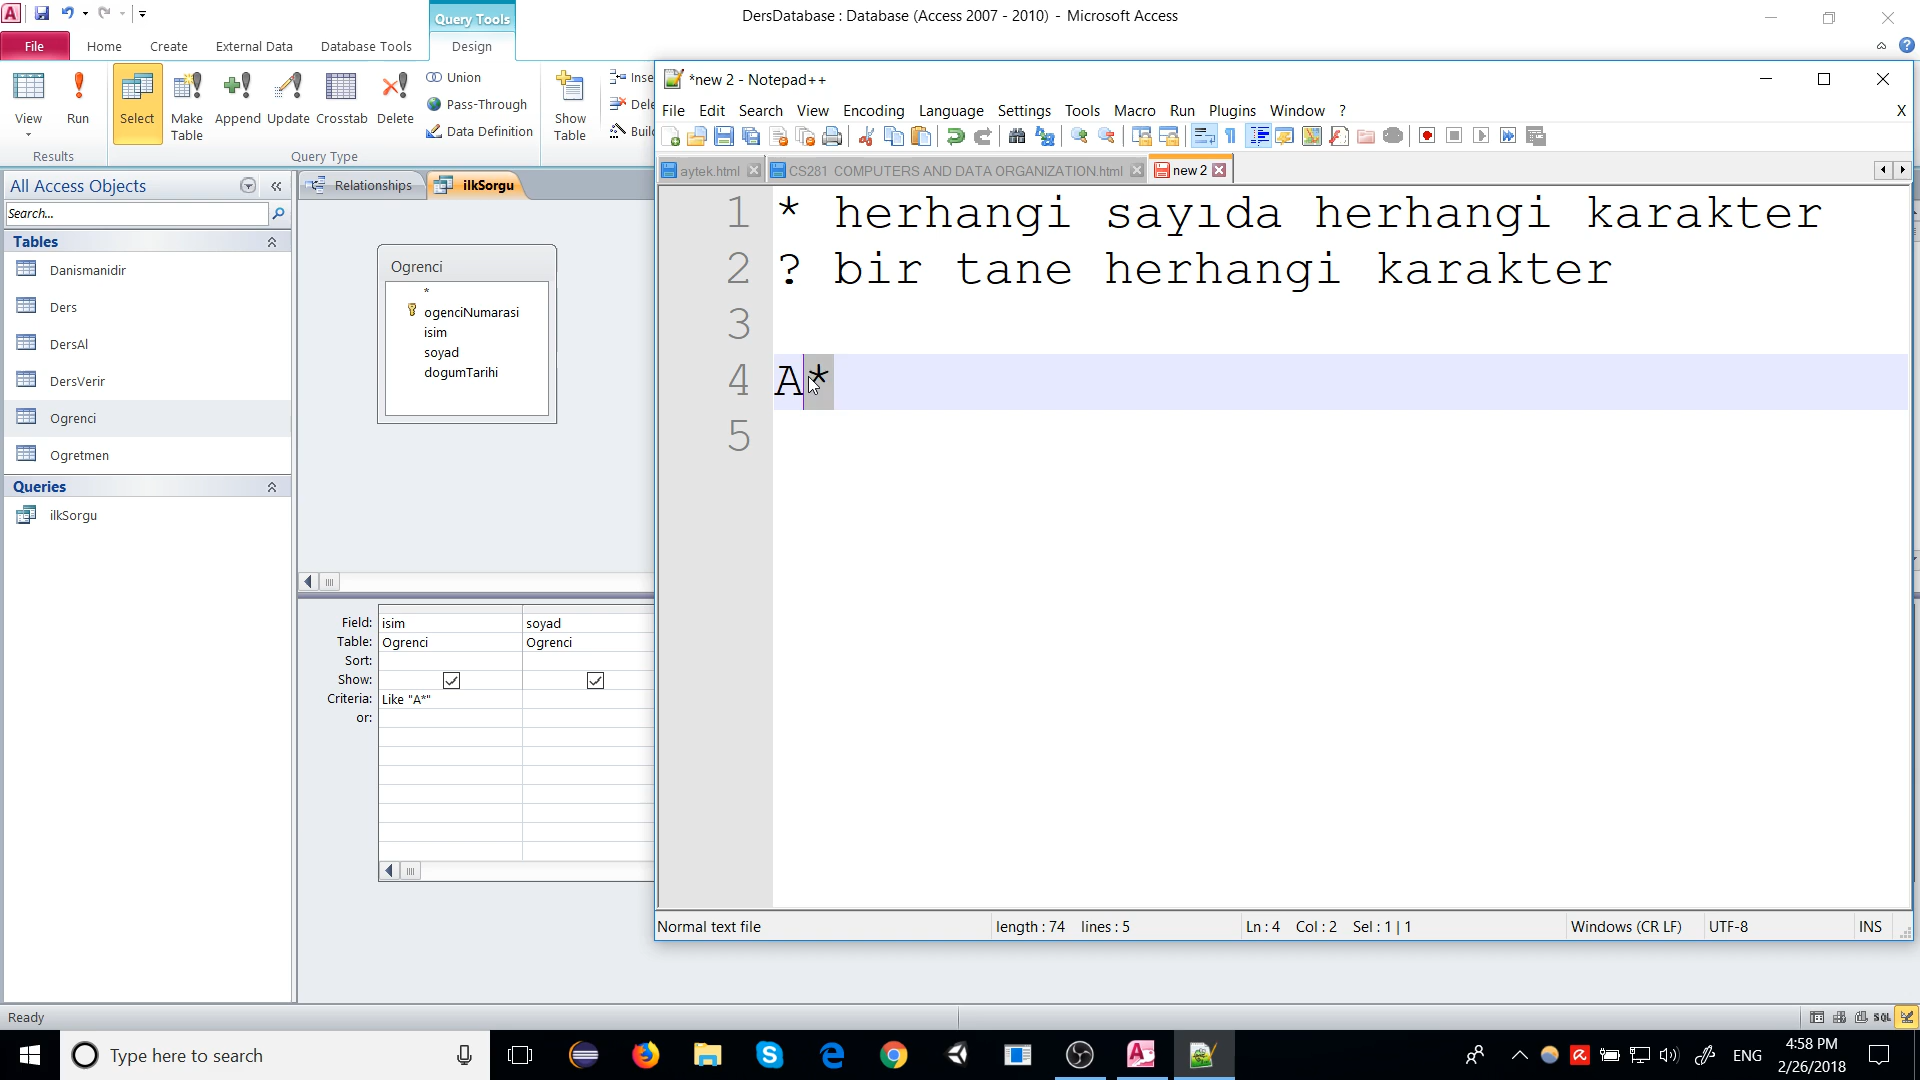 DersDatabase : Database (Access 2007 - 2010) - Microsoft Access
Query Tools
File Home Create External Data Database Tools Design
View Run Select Make Table Append Update Crosstab Delete
Union
Pass-Through
Data Definition
Show Table
Results
Query Type
All Access Objects
Search...
Tables
Danismanidir
Ders
DersAl
DersVerir
Ogrenci
Ogretmen
Queries
ilkSorgu
Relationships ilkSorgu
Ogrenci
*
ogenciNumarasi
isim
soyad
dogumTarihi
Field: isim soyad
Table: Ogrenci Ogrenci
Sort:
Show:
Criteria: Like "A*"
or:
*new 2 - Notepad++
File Edit Search View Encoding Language Settings Tools Macro Run Plugins Window ? X
aytek.html CS281 COMPUTERS AND DATA ORGANIZATION.html new 2
1 * herhangi sayıda herhangi karakter
2 ? bir tane herhangi karakter
3
4 A*
5
Normal text file length : 74 lines : 5 Ln : 4 Col : 2 Sel : 1 | 1 Windows (CR LF) UTF-8 INS
Ready SQL
Type here to search
ENG
4:58 PM
2/26/2018